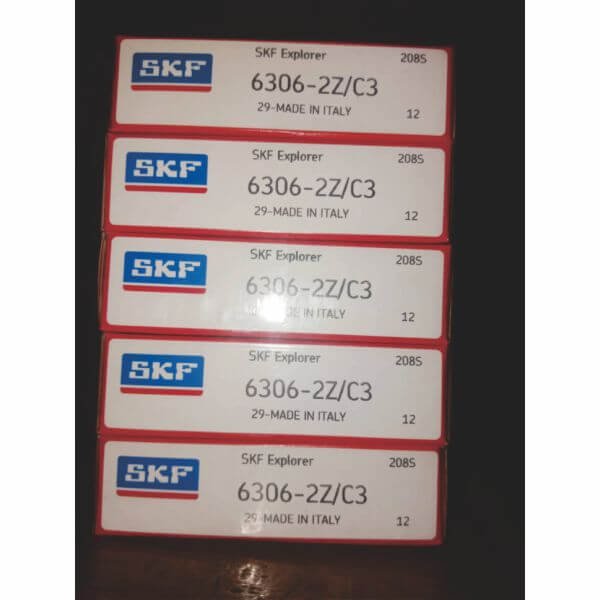 SKF
SKF Explorer 208S
6306-2Z/C3
29-MADE IN ITALY 12
SKF
SKF Explorer 208S
6306-2Z/C3
29-MADE IN ITALY 12
SKF
SKF Explorer 208S
6306-2Z/C3
IN ITALY 12
SKF
SKF Explorer 208S
6306-2Z/C3
29-MADE IN ITALY 12
SKF
SKF Explorer 208S
6306-2Z/C3
29-MADE IN ITALY 12